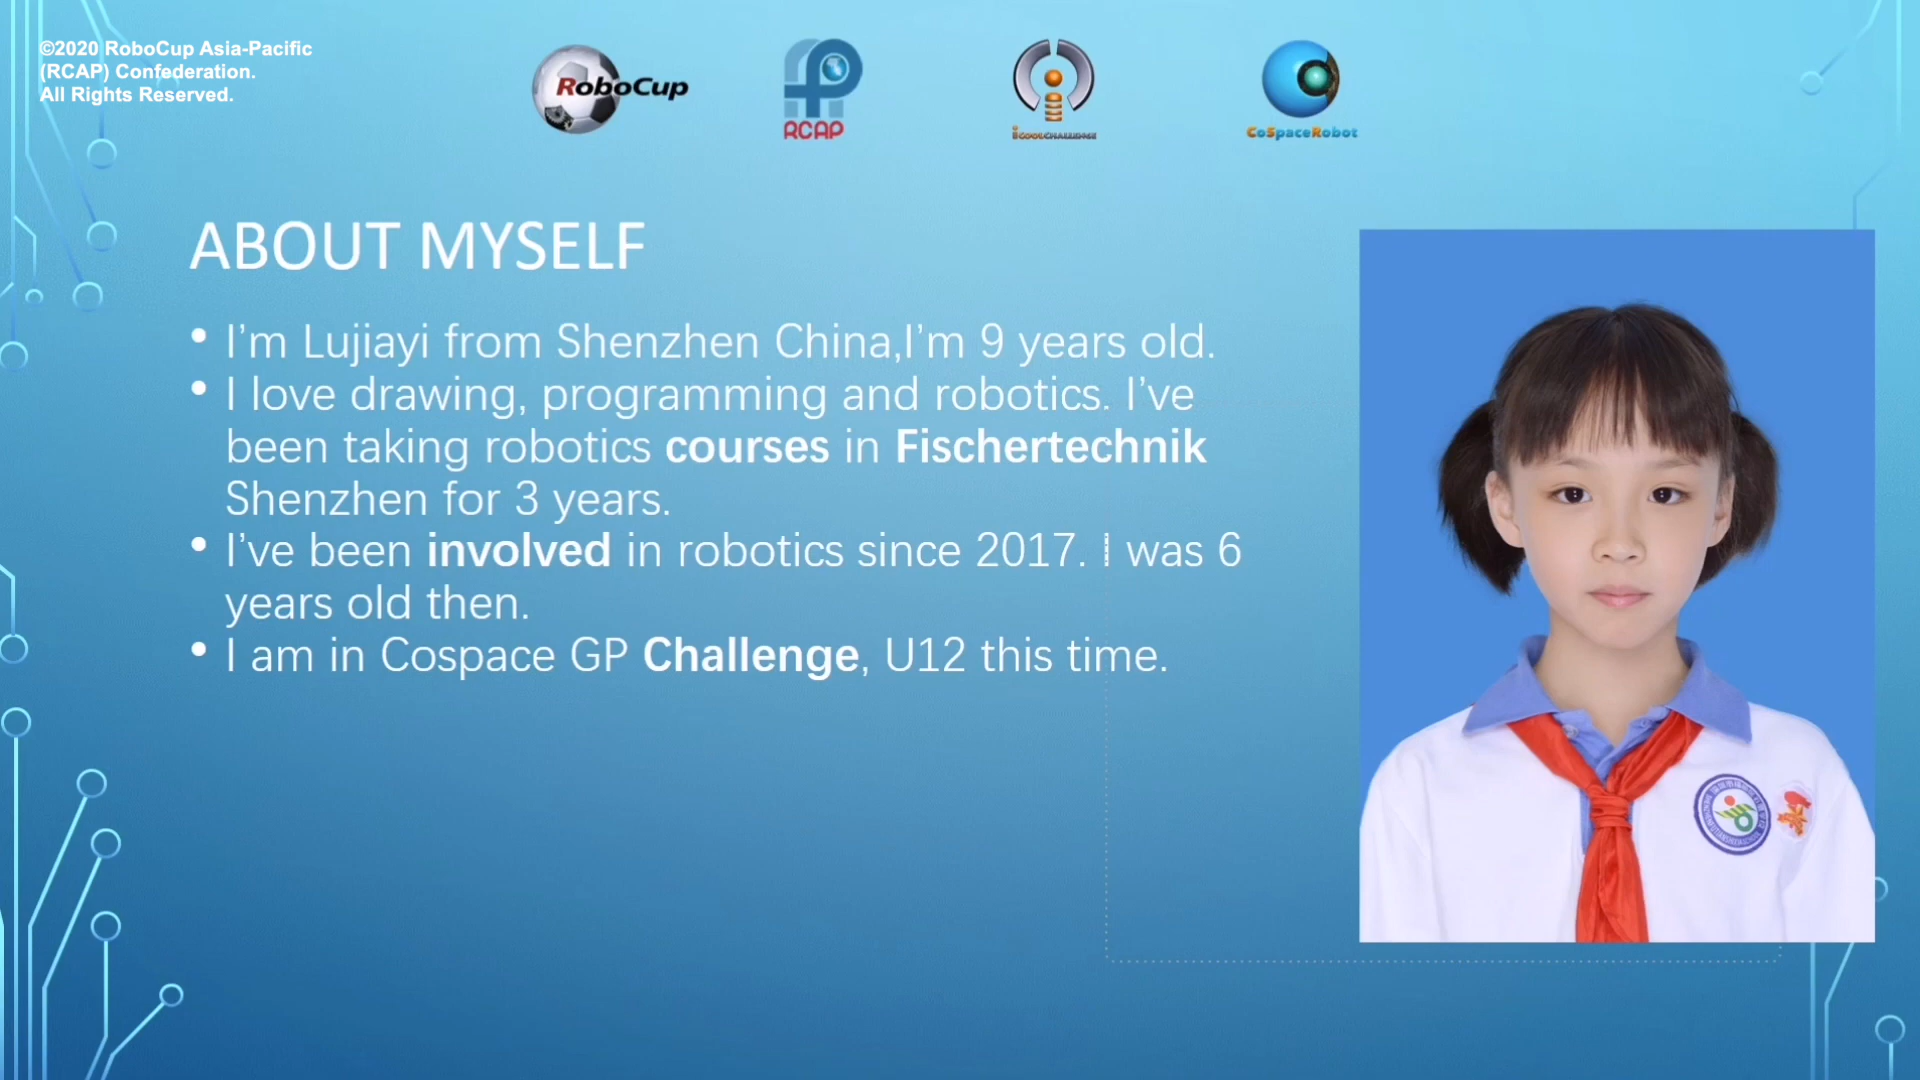 ©2020 RoboCup Asia-Pacific
(RCAP) Confederation.
All Rights Reserved.
RoboCup
RCAP
iCOOLCHALLENGE
CoSpaceRobot
ABOUT MYSELF
• I’m Lujiayi from Shenzhen China,I’m 9 years old.
• I love drawing, programming and robotics. I’ve
been taking robotics courses in Fischertechnik
Shenzhen for 3 years.
• I’ve been involved in robotics since 2017. I was 6
years old then.
• I am in Cospace GP Challenge, U12 this time.